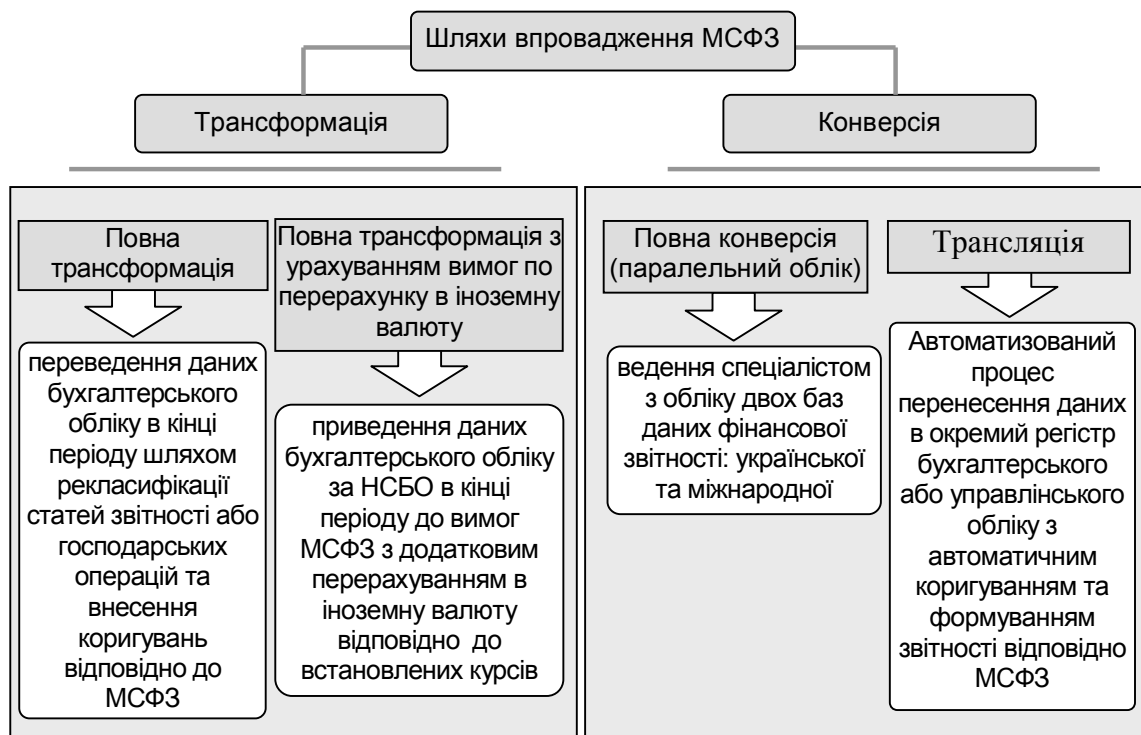 Шляхи впровадження МСФЗ
Трансформація
Конверсія
Повна
трансформація
переведення даних
бухгалтерського
обліку в кінці
періоду шляхом
рекласифікації
статей звітності або
господарських
операцій та
внесення
коригувань
відповідно до
МСФЗ
Повна трансформація з
урахуванням вимог по
перерахунку в іноземну
валюту
приведення даних
бухгалтерського обліку
за НСБО в кінці
періоду до вимог
МСФЗ з додатковим
перерахуванням в
іноземну валюту
відповідно до
встановлених курсів
Повна конверсія
(паралельний облік)
ведення спеціалістом
з обліку двох баз
даних фінансової
звітності: української
та міжнародної
Трансляція
Автоматизований
процес
перенесення даних
в окремий регістр
бухгалтерського
або управлінського
обліку з
автоматичним
коригуванням та
формуванням
звітності відповідно
МСФЗ